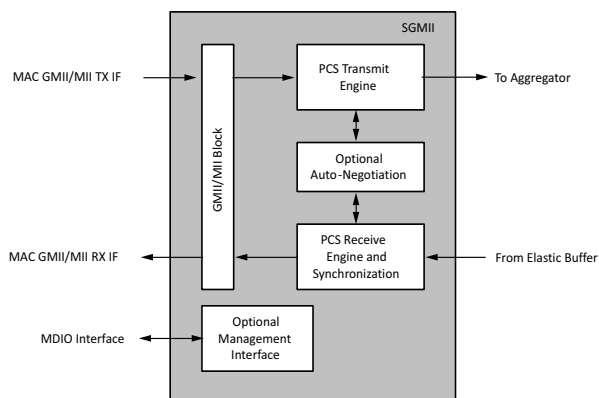 SGMII
MAC GMII/MII TX IF
GMII/MII Block
PCS Transmit
Engine
To Aggregator
Optional
Auto-Negotiation
MAC GMII/MII RX IF
PCS Receive
Engine and
Synchronization
From Elastic Buffer
MDIO Interface
Optional
Management
Interface